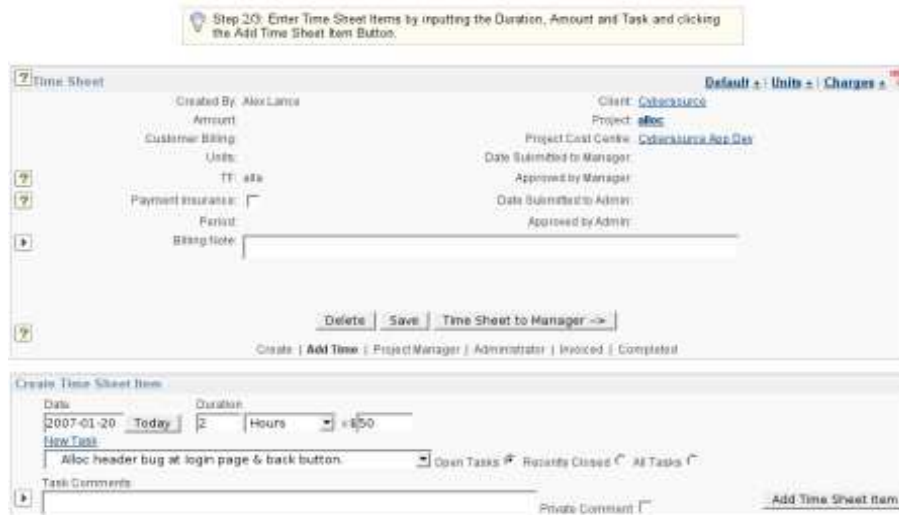 Step 2/3: Enter Time Sheet Items by inputting the Duration, Amount and Task and clicking
the Add Time Sheet Item Button.
? Time Sheet Default + | Units + | Charges +
Created By: Alex Lance Client: Cybersource
Amount: Project: alloc
Customer Billing: Project Cost Centre: Cybersource App Dev
Units: Date Submitted to Manager:
? TF: alla Approved by Manager:
? Payment Insurance: Date Submitted to Admin:
Period: Approved by Admin:
Billing Note:
Delete Save Time Sheet to Manager -->
?
Create | Add Time | Project Manager | Administrator | Invoiced | Completed
Create Time Sheet Item
Date Duration
2007-01-20 Today 2 Hours x $ 50
New Task
Alloc header bug at login page & back button. Open Tasks Recently Closed All Tasks
Task Comments
Private Comment Add Time Sheet Item